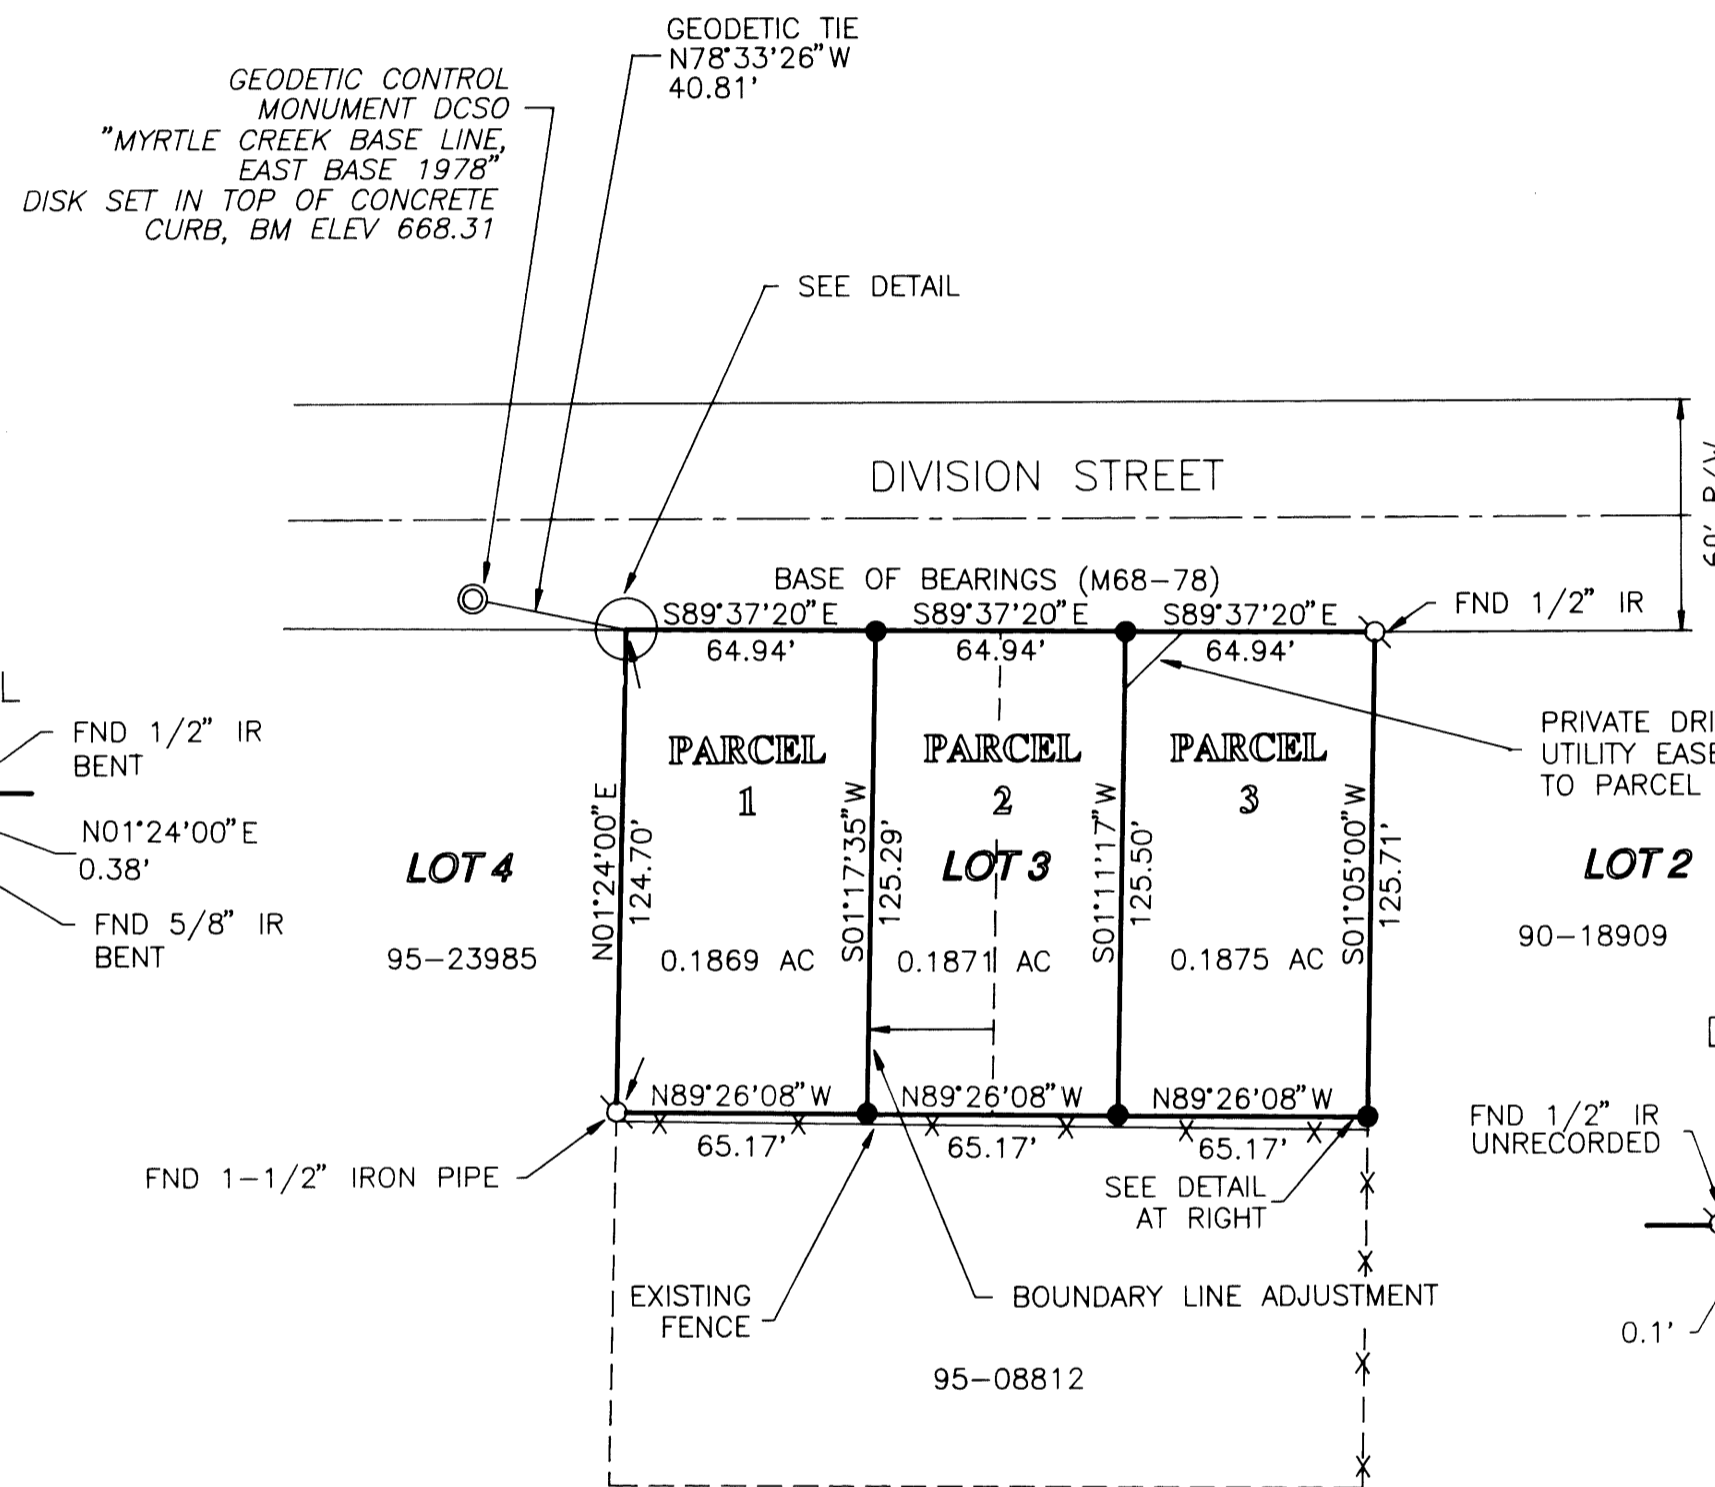 GEODETIC TIE
N78°33'26"W
40.81'
GEODETIC CONTROL
MONUMENT DCSO
"MYRTLE CREEK BASE LINE,
EAST BASE 1978"
DISK SET IN TOP OF CONCRETE
CURB, BM ELEV 668.31
SEE DETAIL
DIVISION STREET
60' R/W
BASE OF BEARINGS (M68-78)
S89°37'20"E
64.94'
S89°37'20"E
64.94'
S89°37'20"E
64.94'
FND 1/2" IR
L
FND 1/2" IR
BENT
N01°24'00"E
0.38'
FND 5/8" IR
BENT
LOT 4
95-23985
N01°24'00"E
124.70'
PARCEL
1
0.1869 AC
S01°17'35"W
125.29'
PARCEL
2
LOT 3
0.1871 AC
S01°11'17"W
125.50'
PARCEL
3
0.1875 AC
S01°05'00"W
125.71'
PRIVATE DRI
UTILITY EASE
TO PARCEL
LOT 2
90-18909
N89°26'08"W
65.17'
N89°26'08"W
65.17'
N89°26'08"W
65.17'
FND 1-1/2" IRON PIPE
SEE DETAIL
AT RIGHT
FND 1/2" IR
UNRECORDED
EXISTING
FENCE
BOUNDARY LINE ADJUSTMENT
0.1'
95-08812